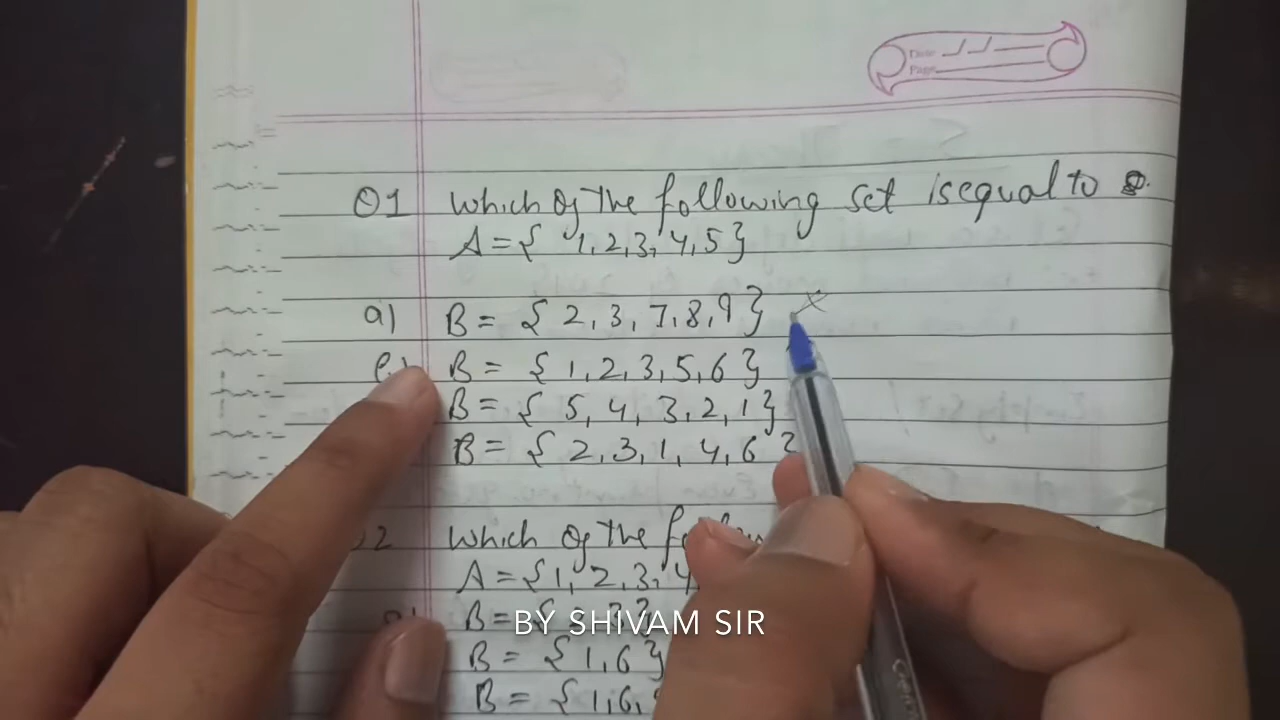 Date
Page
Q1 Which Of The following set is equal to
A = { 1, 2, 3, 4, 5 }
a) B = { 2, 3, 7, 8, 9 } ×
B = { 1, 2, 3, 5, 6 }
B = { 5, 4, 3, 2, 1 }
B = { 2, 3, 1, 4, 6 }
2 Which Of The
A = { 1, 2, 3, 4,
B = {
BY SHIVAM SIR
B = { 1, 6 }
B = { 1, 6,